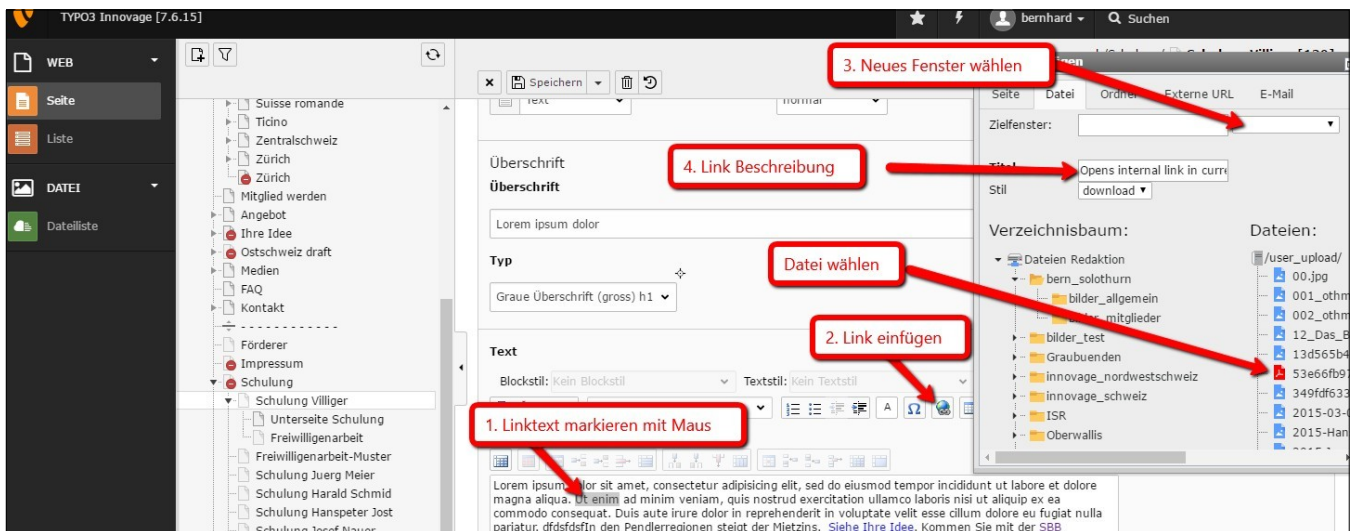 TYPO3 Innovage [7.6.15]
bernhard
Suchen
WEB
Seite
Liste
DATEI
Dateiliste
Suisse romande
Ticino
Zentralschweiz
Zürich
Zürich
Mitglied werden
Angebot
Ihre Idee
Ostschweiz draft
Medien
FAQ
Kontakt
- - - - - - - - - - - -
Förderer
Impressum
Schulung
Schulung Villiger
Unterseite Schulung
Freiwilligenarbeit
Freiwilligenarbeit-Muster
Schulung Juerg Meier
Schulung Harald Schmid
Schulung Hanspeter Jost
Schulung Josef Nauer
Speichern
Text normal
Überschrift
Überschrift
Lorem ipsum dolor
Typ
Graue Überschrift (gross) h1
Text
Blockstil: Kein Blockstil Textstil: Kein Textstil
1. Linktext markieren mit Maus
2. Link einfügen
3. Neues Fenster wählen
4. Link Beschreibung
Datei wählen
Lorem ipsum dolor sit amet, consectetur adipisicing elit, sed do eiusmod tempor incididunt ut labore et dolore
magna aliqua. Ut enim ad minim veniam, quis nostrud exercitation ullamco laboris nisi ut aliquip ex ea
commodo consequat. Duis aute irure dolor in reprehenderit in voluptate velit esse cillum dolore eu fugiat nulla
pariatur. dfdsfdsfIn den Pendlerregionen steigt der Mietzins. Siehe Ihre Idee. Kommen Sie mit der SBB
Seite Datei Ordner Externe URL E-Mail
Zielfenster:
Titel
Opens internal link in curre
Stil download
Verzeichnisbaum:
Dateien Redaktion
bern_solothurn
bilder_allgemein
bilder_mitglieder
bilder_test
Graubuenden
innovage_nordwestschweiz
innovage_schweiz
ISR
Oberwallis
Dateien:
/user_upload/
00.jpg
001_othm
002_othm
12_Das_B
13d565b4
53e66fb97
349fdf633
2015-03-0
2015-Han